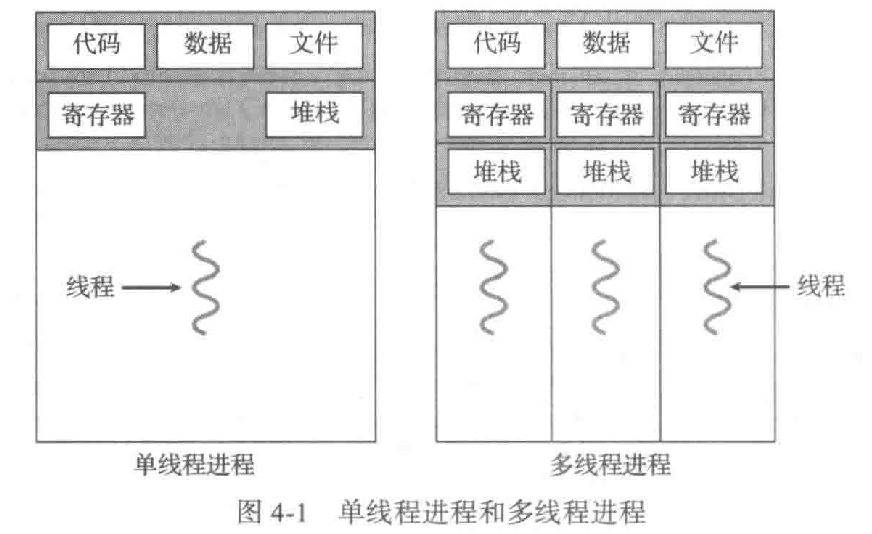 代码 数据 文件
寄存器 堆栈
线程
单线程进程
代码 数据 文件
寄存器 寄存器 寄存器
堆栈 堆栈 堆栈
线程
多线程进程
图 4-1 单线程进程和多线程进程